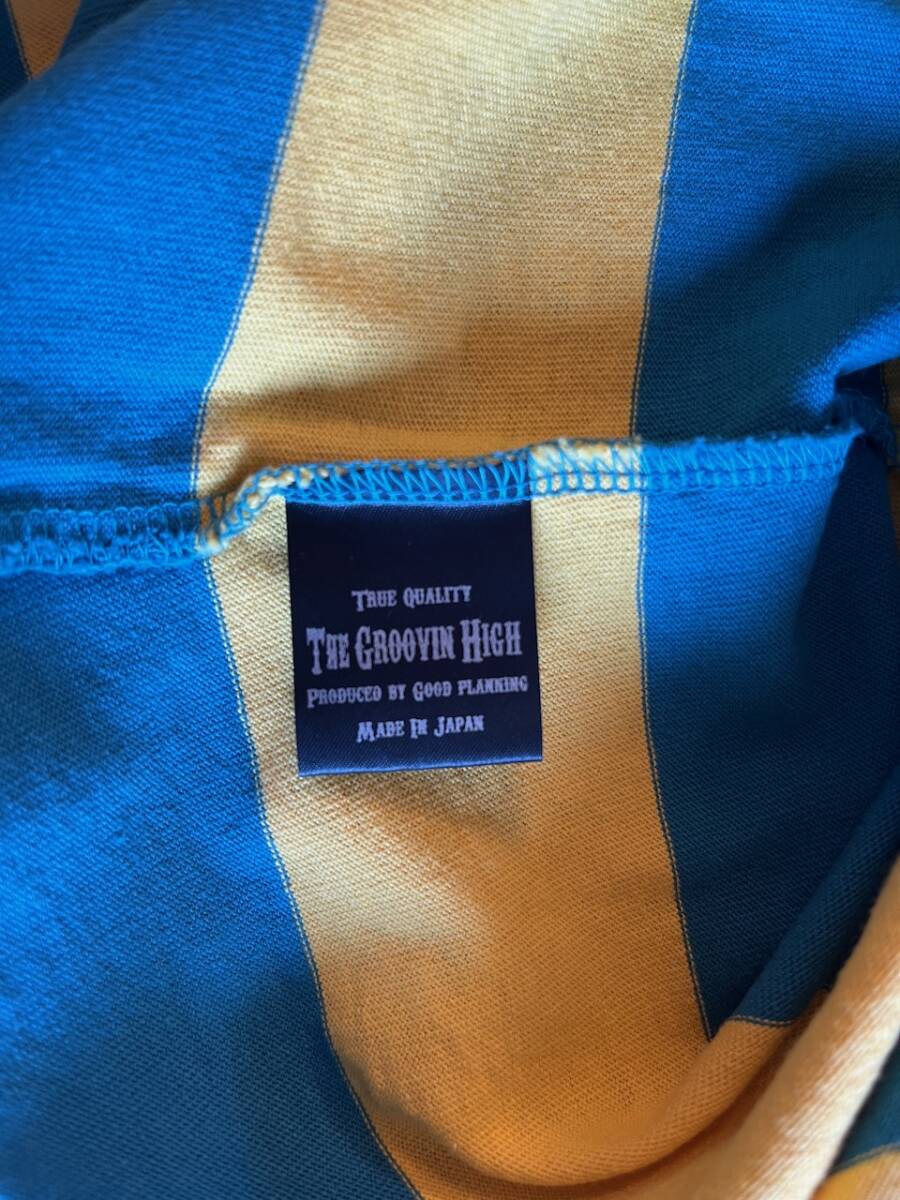 True Quality
The Groovin High
Produced by Good Planning
Made In Japan